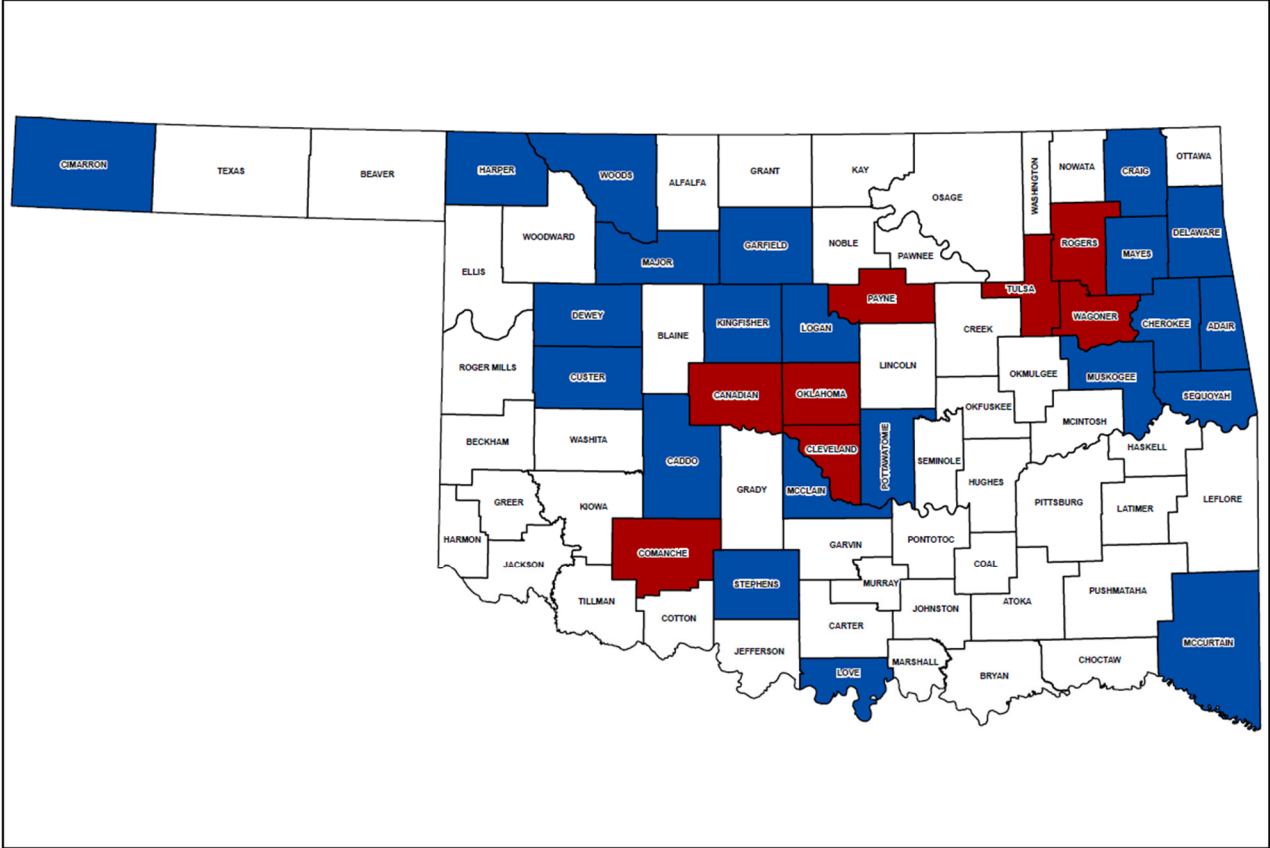 CIMARRON
TEXAS
BEAVER
HARPER
WOODS
ALFALFA
GRANT
KAY
OSAGE
WASHINGTON
NOWATA
CRAIG
OTTAWA
ELLIS
WOODWARD
MAJOR
GARFIELD
NOBLE
PAWNEE
ROGERS
MAYES
DELAWARE
DEWEY
BLAINE
KINGFISHER
LOGAN
PAYNE
CREEK
TULSA
WAGONER
CHEROKEE
ADAIR
ROGER MILLS
CUSTER
CANADIAN
OKLAHOMA
LINCOLN
OKMULGEE
MUSKOGEE
SEQUOYAH
BECKHAM
WASHITA
CADDO
GRADY
CLEVELAND
MCCLAIN
POTTAWATOMIE
SEMINOLE
OKFUSKEE
MCINTOSH
HASKELL
HARMON
GREER
KIOWA
HUGHES
PITTSBURG
LATIMER
LEFLORE
JACKSON
COMANCHE
STEPHENS
GARVIN
PONTOTOC
COAL
TILLMAN
COTTON
MURRAY
JOHNSTON
ATOKA
PUSHMATAHA
JEFFERSON
CARTER
LOVE
MARSHALL
BRYAN
CHOCTAW
MCCURTAIN